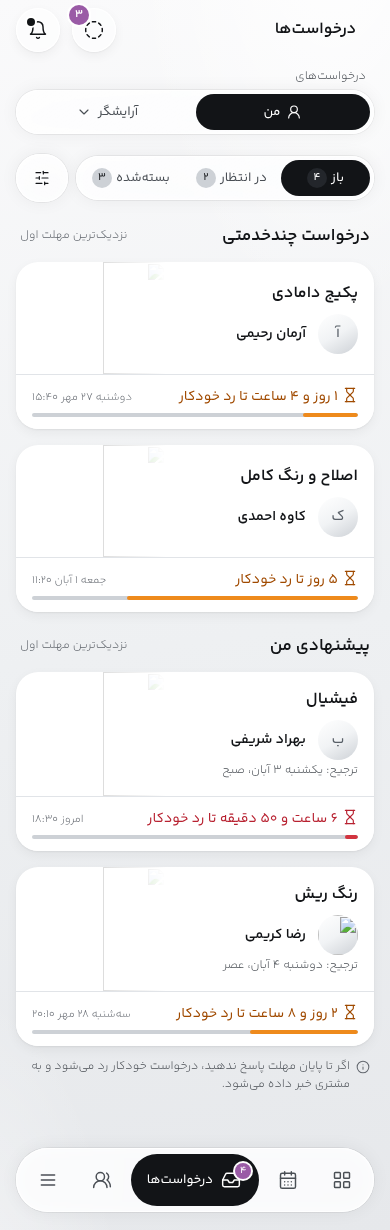 درخواست‌ها
۳
درخواست‌های
من
آرایشگر
باز ۴
در انتظار ۲
بسته‌شده ۳
درخواست چندخدمتی
نزدیک‌ترین مهلت اول
پکیج دامادی
آ
آرمان رحیمی
۱ روز و ۴ ساعت تا رد خودکار
دوشنبه ۲۷ مهر ۱۵:۴۰
اصلاح و رنگ کامل
ک
کاوه احمدی
۵ روز تا رد خودکار
جمعه ۱ آبان ۱۱:۲۰
پیشنهادی من
نزدیک‌ترین مهلت اول
فیشیال
ب
بهراد شریفی
ترجیح: یکشنبه ۳ آبان، صبح
۶ ساعت و ۵۰ دقیقه تا رد خودکار
امروز ۱۸:۳۰
رنگ ریش
رضا کریمی
ترجیح: دوشنبه ۴ آبان، عصر
۲ روز و ۸ ساعت تا رد خودکار
سه‌شنبه ۲۸ مهر ۲۰:۱۰
اگر تا پایان مهلت پاسخ ندهید، درخواست خودکار رد می‌شود و به
مشتری خبر داده می‌شود.
۴
درخواست‌ها